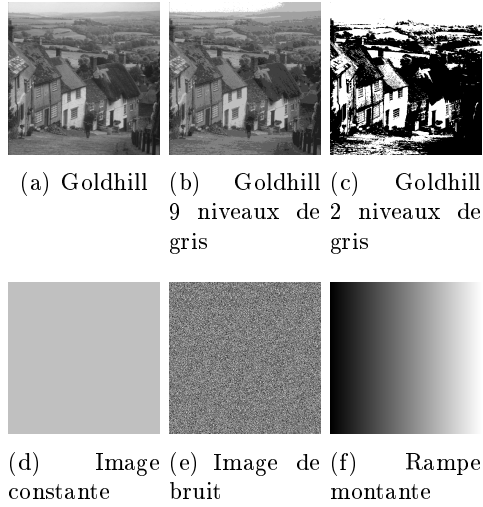 (a) Goldhill
(b) Goldhill
9 niveaux de
gris
(c) Goldhill
2 niveaux de
gris
(d) Image
constante
(e) Image de
bruit
(f) Rampe
montante